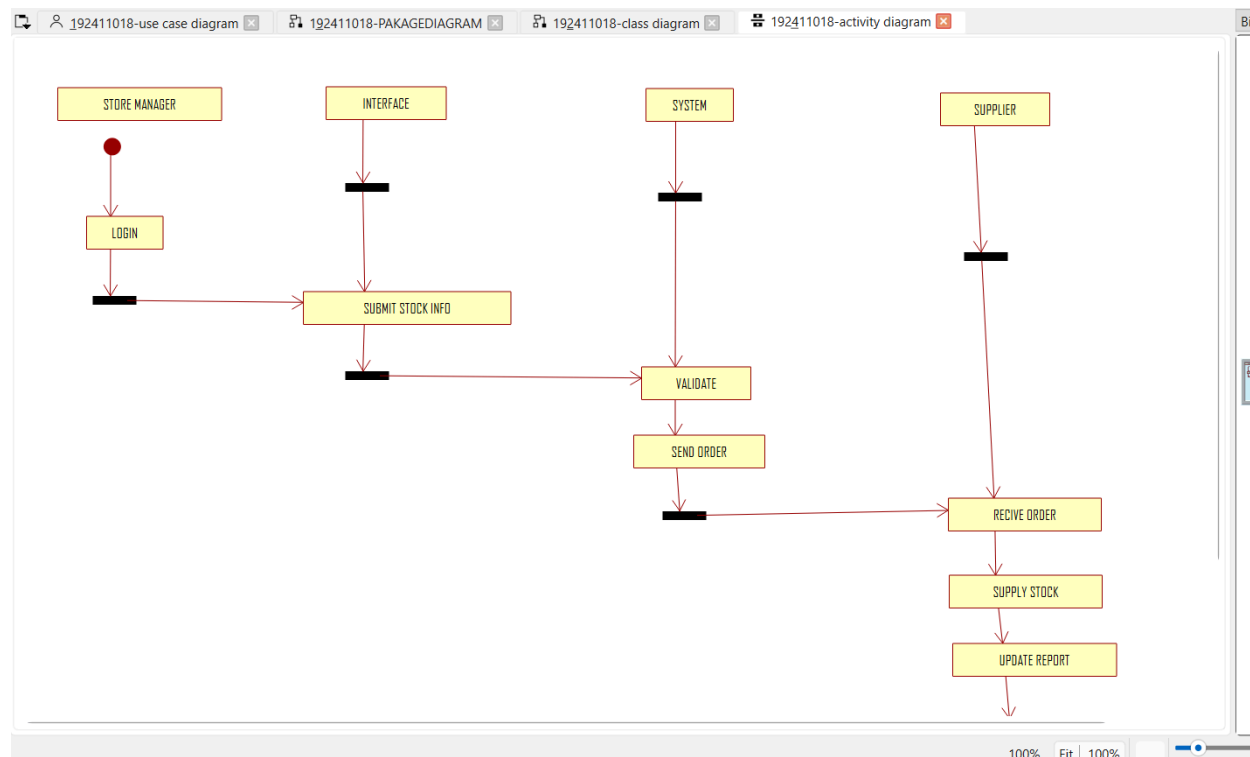 192411018-use case diagram
192411018-PAKAGEDIAGRAM
192411018-class diagram
192411018-activity diagram
STORE MANAGER
INTERFACE
SYSTEM
SUPPLIER
LOGIN
SUBMIT STOCK INFO
VALIDATE
SEND ORDER
RECIVE ORDER
SUPPLY STOCK
UPDATE REPORT
100%
Fit
100%